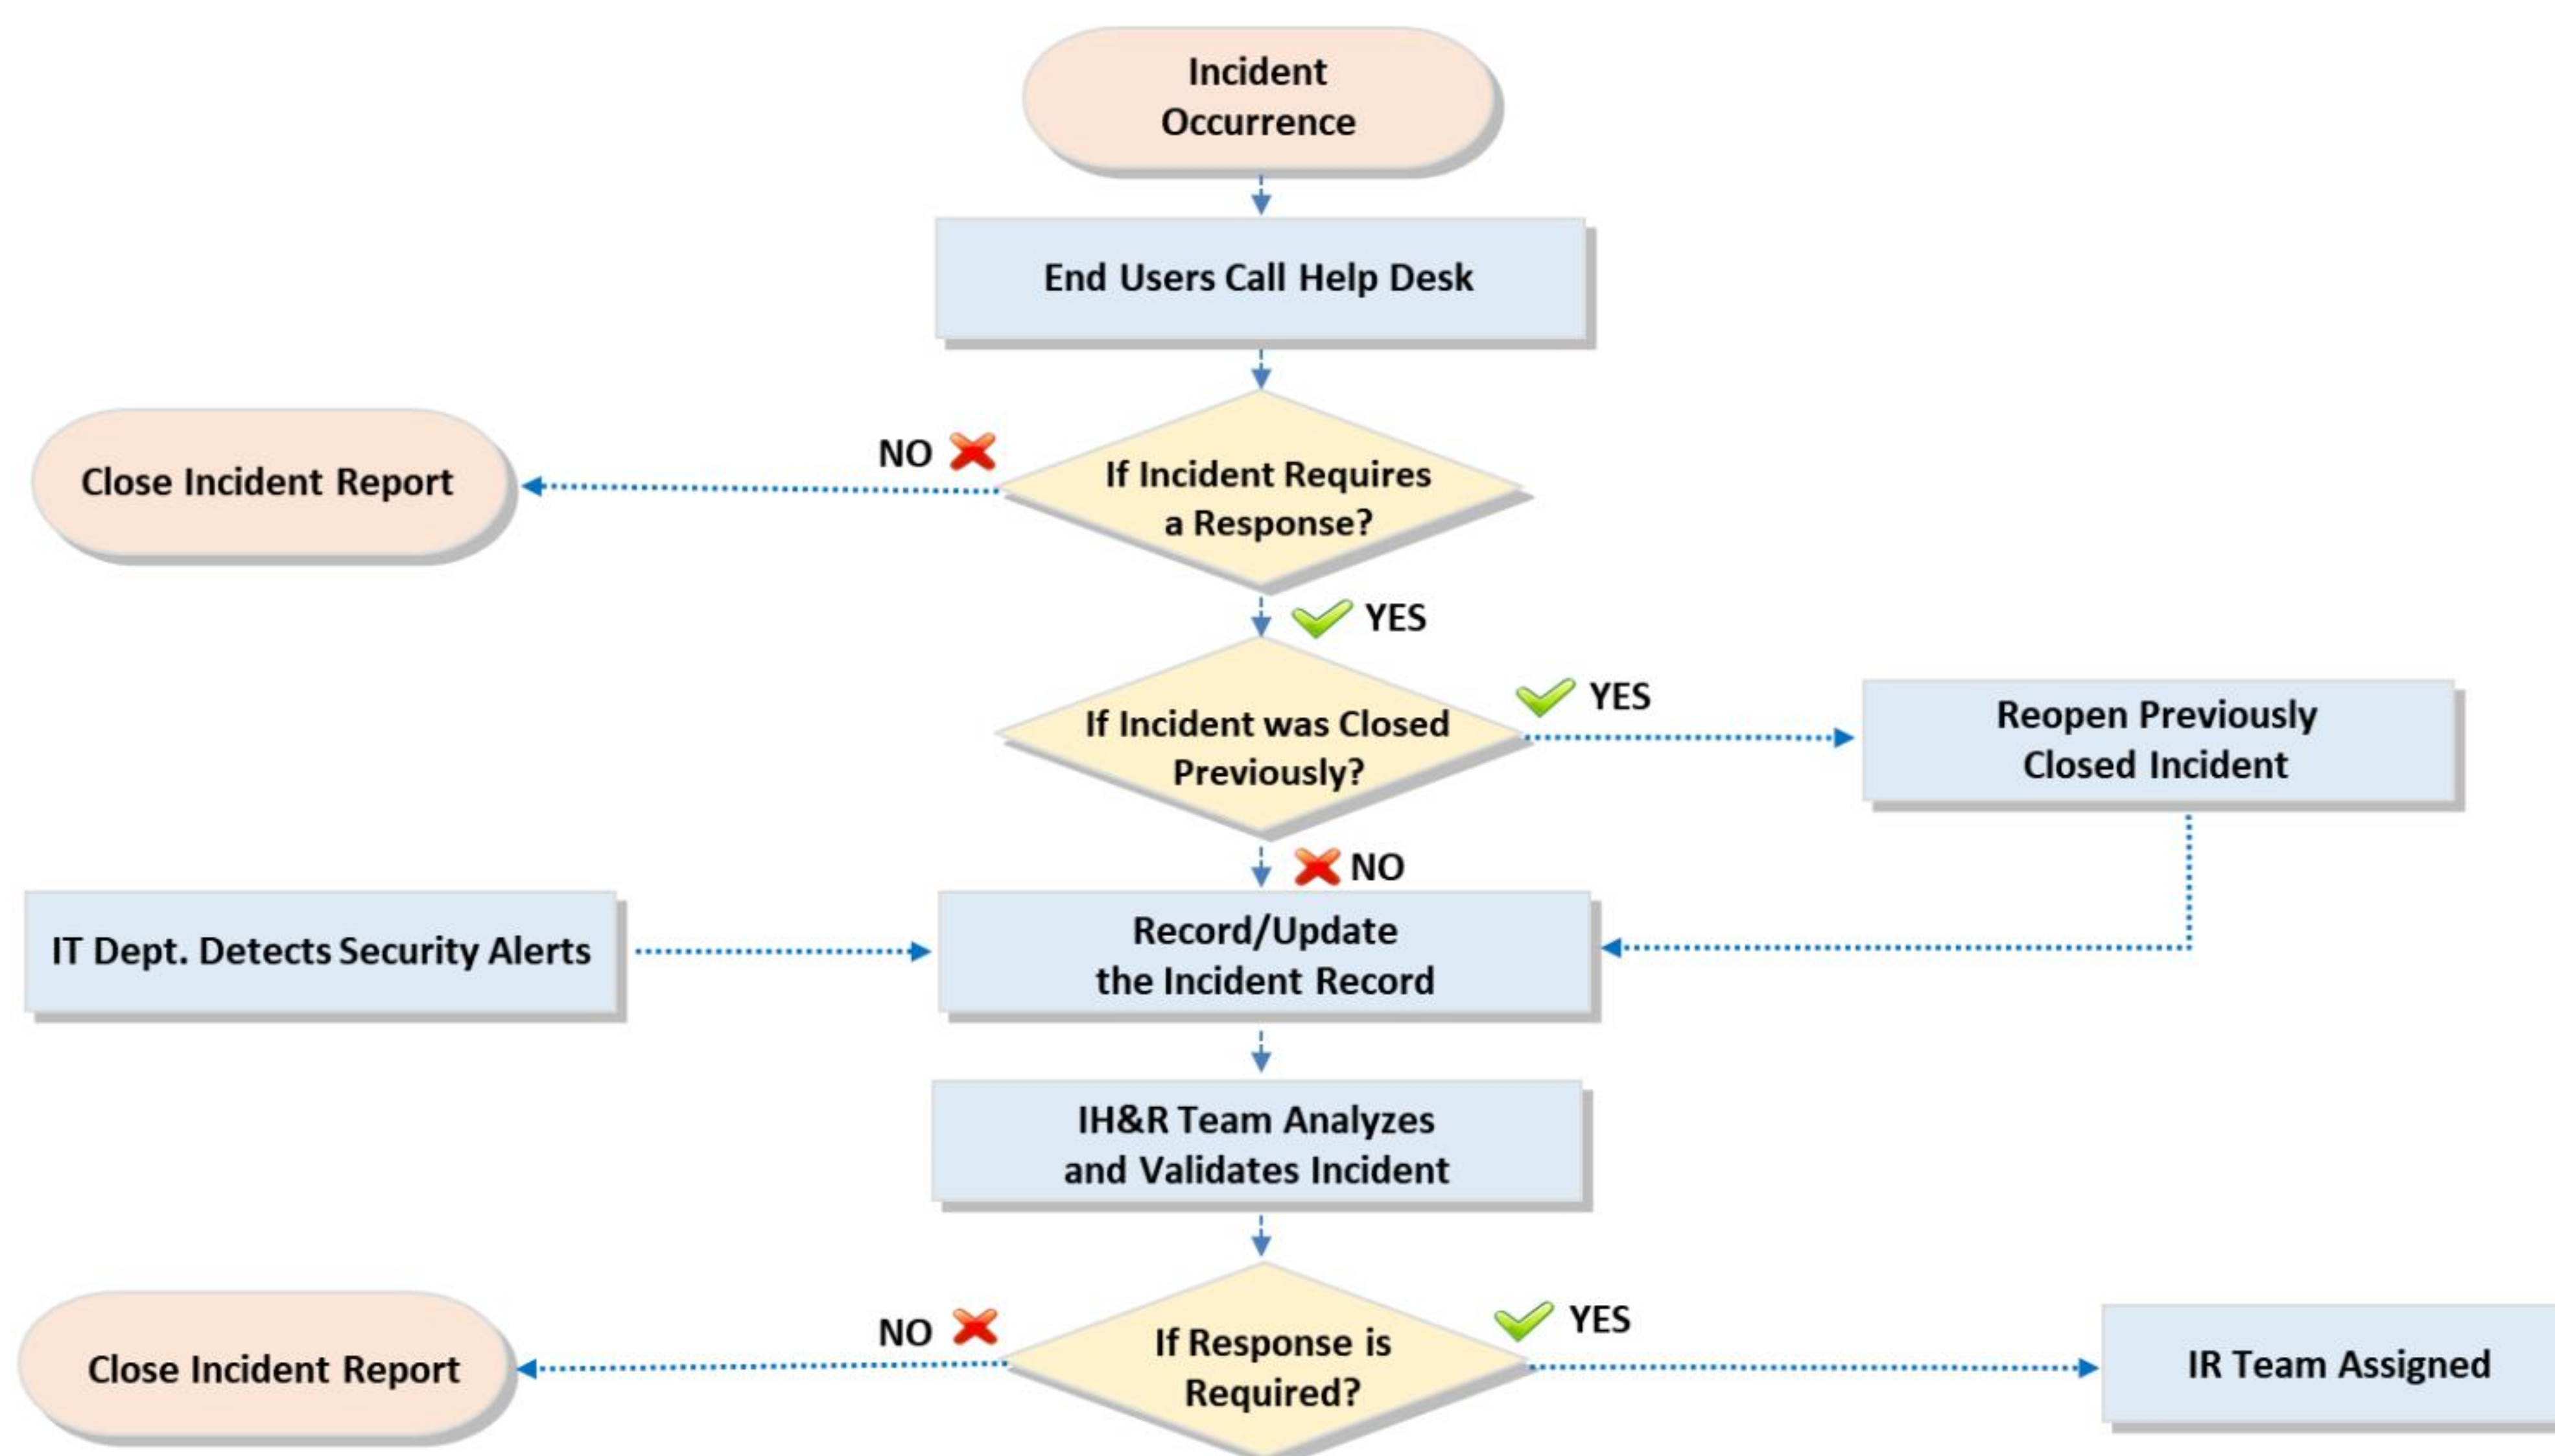 Incident
Occurrence
End Users Call Help Desk
Close Incident Report
NO
If Incident Requires
a Response?
YES
If Incident was Closed
Previously?
YES
Reopen Previously
Closed Incident
NO
IT Dept. Detects Security Alerts
Record/Update
the Incident Record
IH&R Team Analyzes
and Validates Incident
Close Incident Report
NO
If Response is
Required?
YES
IR Team Assigned